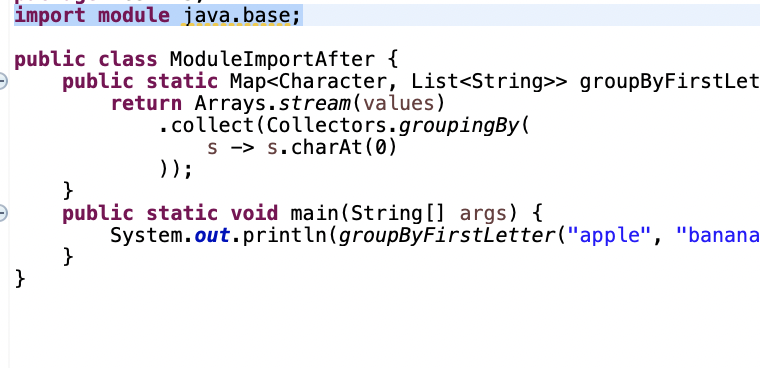 import module java.base;
public class ModuleImportAfter {
public static Map<Character, List<String>> groupByFirstLet
return Arrays.stream(values)
.collect(Collectors.groupingBy(
s -> s.charAt(0)
));
}
public static void main(String[] args) {
System.out.println(groupByFirstLetter("apple", "banana
}
}